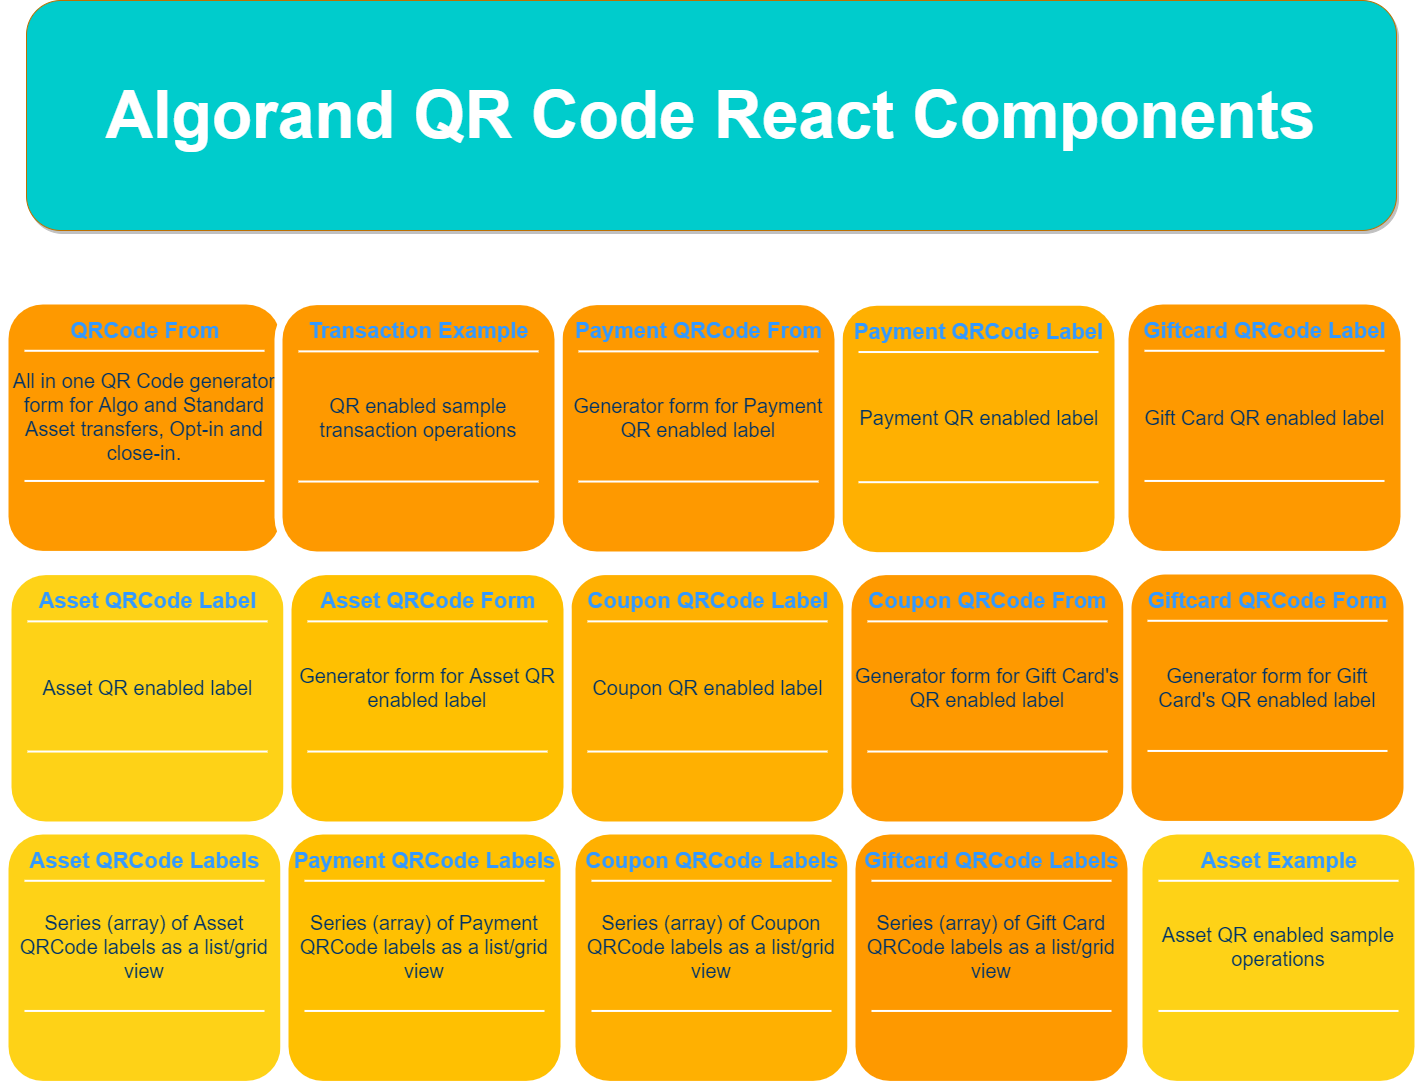 Algorand QR Code React Components
QRCode From
All in one QR Code generator
form for Algo and Standard
Asset transfers, Opt-in and
close-in.
Transaction Example
QR enabled sample
transaction operations
Payment QRCode From
Generator form for Payment
QR enabled label
Payment QRCode Label
Payment QR enabled label
Giftcard QRCode Label
Gift Card QR enabled label
Asset QRCode Label
Asset QR enabled label
Asset QRCode Form
Generator form for Asset QR
enabled label
Coupon QRCode Label
Coupon QR enabled label
Coupon QRCode From
Generator form for Gift Card's
QR enabled label
Giftcard QRCode Form
Generator form for Gift
Card's QR enabled label
Asset QRCode Labels
Series (array) of Asset
QRCode labels as a list/grid
view
Payment QRCode Labels
Series (array) of Payment
QRCode labels as a list/grid
view
Coupon QRCode Labels
Series (array) of Coupon
QRCode labels as a list/grid
view
Giftcard QRCode Labels
Series (array) of Gift Card
QRCode labels as a list/grid
view
Asset Example
Asset QR enabled sample
operations